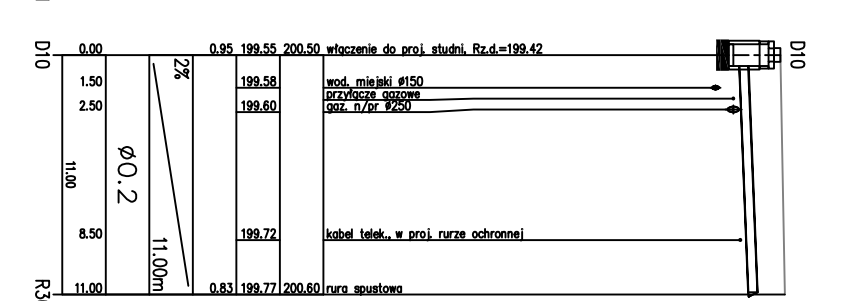 D10 0.00 0.95 199.55 200.50 włączenie do proj. studni, Rz.d.=199.42 D10
2%
1.50 199.58 wod. miejski Ø150
przyłącze gazowe
2.50 199.60 gaz. n/pr Ø250
11.00
Ø0.2
8.50 199.72 kabel telek., w proj. rurze ochronnej
11.00m
11.00 0.83 199.77 200.60 rura spustowa